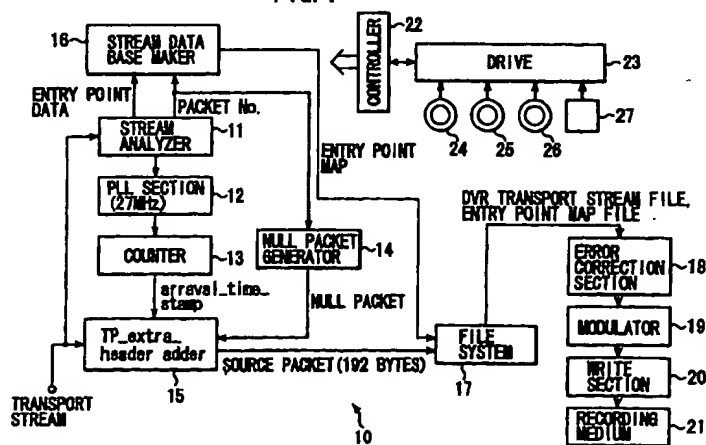 16
STREAM DATA
BASE MAKER
22
CONTROLLER
DRIVE
23
24
25
26
27
ENTRY POINT
DATA
PACKET No.
STREAM
ANALYZER
11
PLL SECTION
(27MHz)
12
COUNTER
13
NULL PACKET
GENERATOR
14
ENTRY POINT
MAP
arraval_time_
stamp
NULL PACKET
TP_extra_
header adder
15
SOURCE PACKET(192 BYTES)
TRANSPORT
STREAM
FILE
SYSTEM
17
DVR TRANSPORT STREAM FILE,
ENTRY POINT MAP FILE
ERROR
CORRECTION
SECTION
18
MODULATOR
19
WRITE
SECTION
20
RECORDING
MEDIUM
21
10